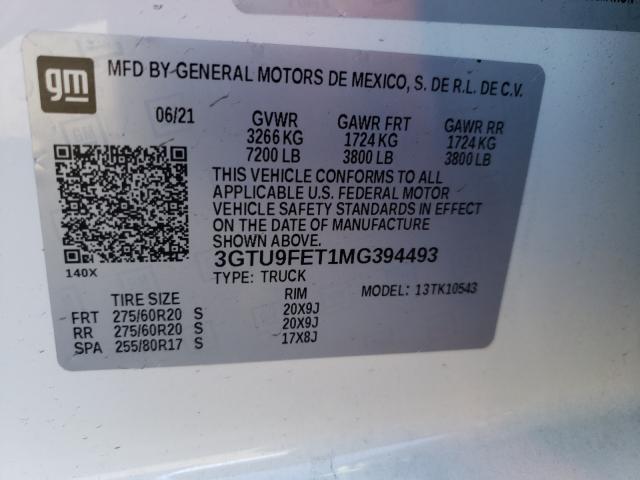 gm
MFD BY GENERAL MOTORS DE MEXICO, S. DE R.L. DE C.V.
06/21 GVWR GAWR FRT GAWR RR
3266 KG 1724 KG 1724 KG
7200 LB 3800 LB 3800 LB
THIS VEHICLE CONFORMS TO ALL
APPLICABLE U.S. FEDERAL MOTOR
VEHICLE SAFETY STANDARDS IN EFFECT
ON THE DATE OF MANUFACTURE
SHOWN ABOVE.
3GTU9FET1MG394493
140X
TYPE: TRUCK
MODEL: 13TK10543
TIRE SIZE RIM
FRT 275/60R20 S 20X9J
RR 275/60R20 S 20X9J
SPA 255/80R17 S 17X8J